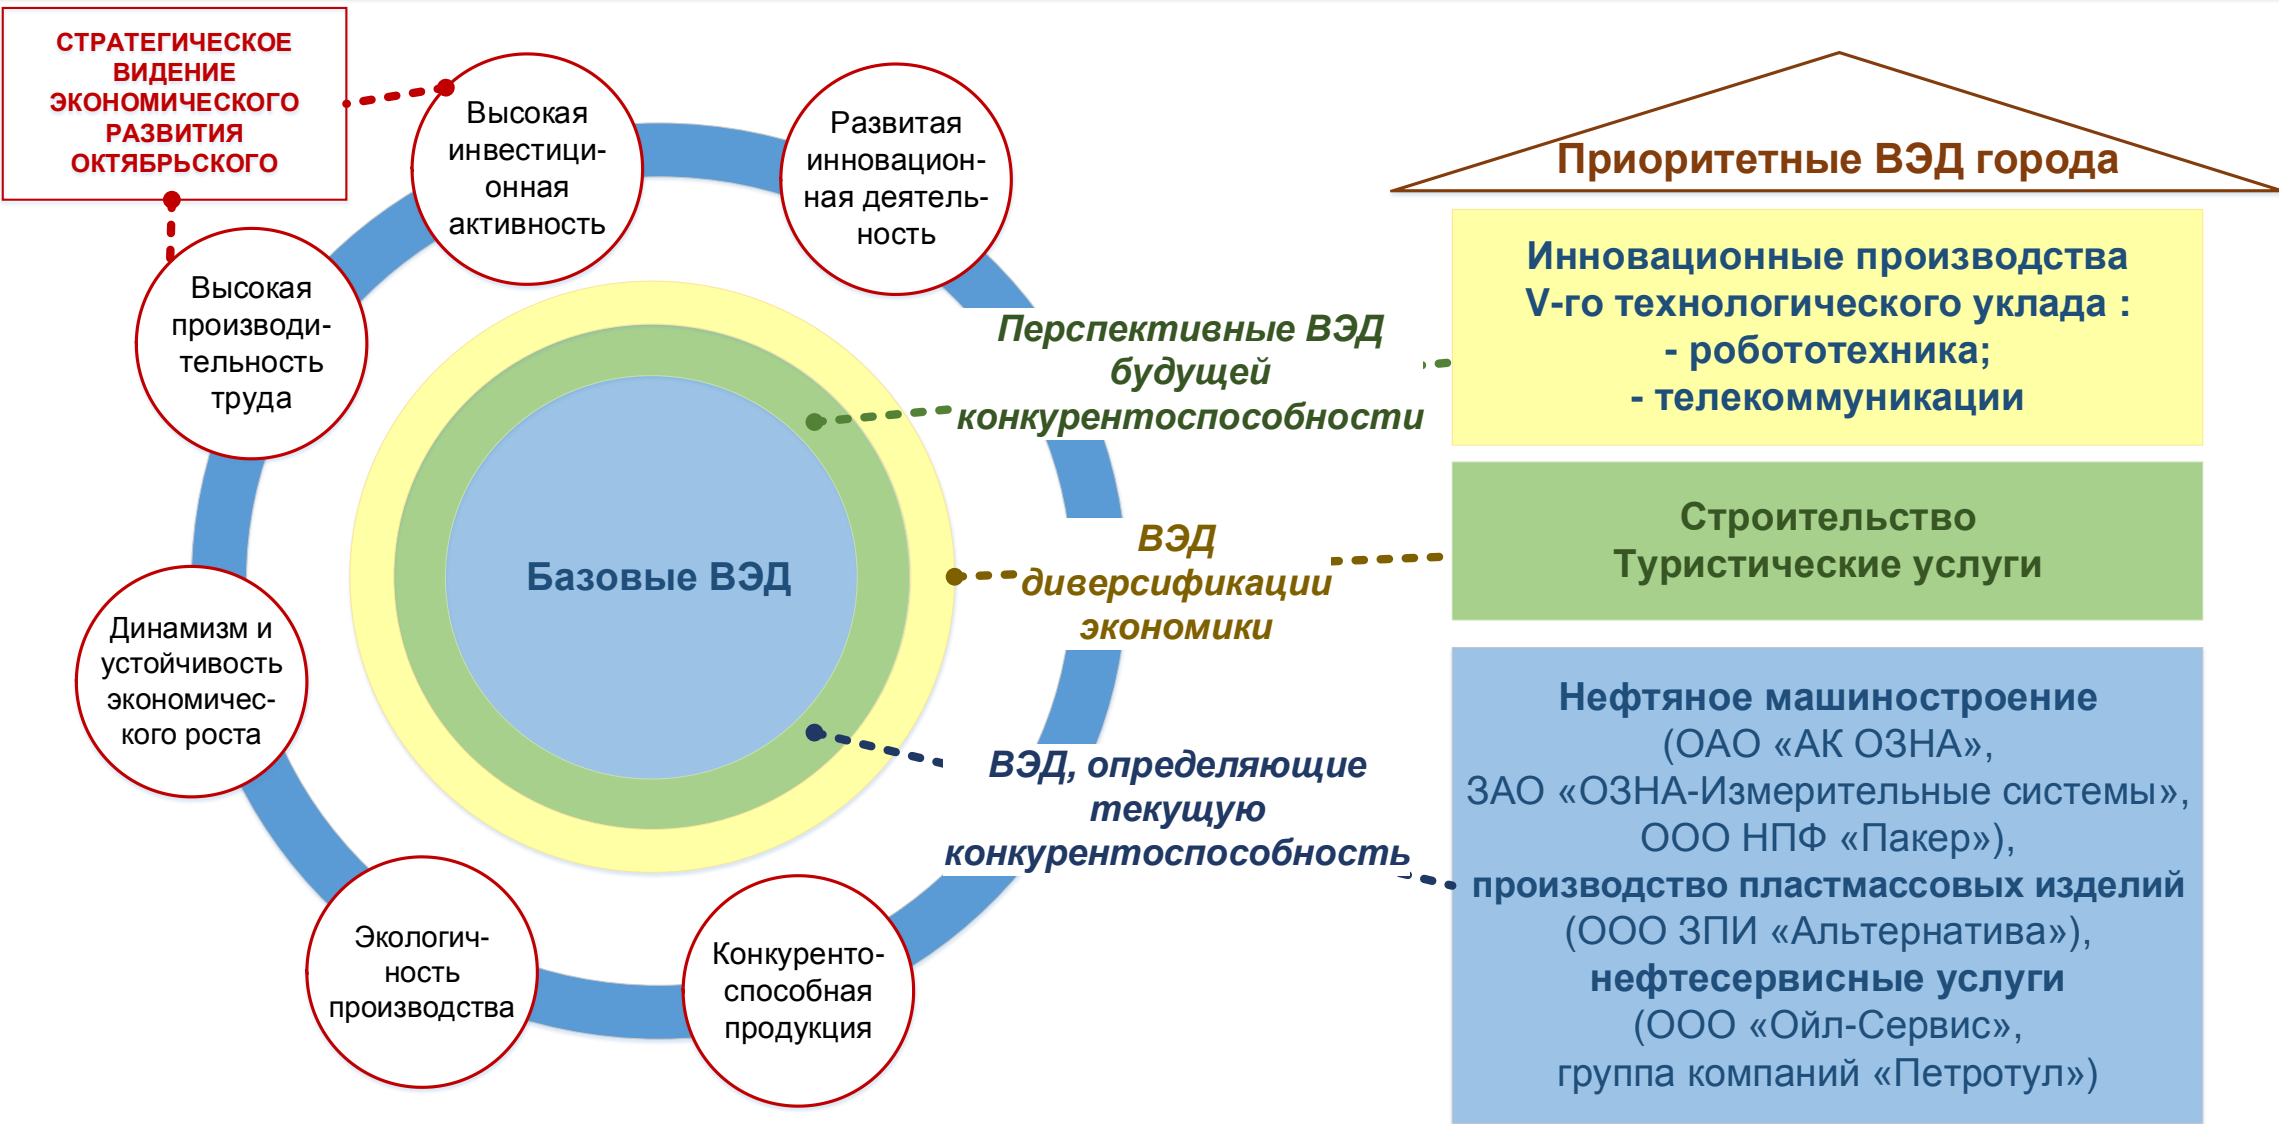 СТРАТЕГИЧЕСКОЕ
ВИДЕНИЕ
ЭКОНОМИЧЕСКОГО
РАЗВИТИЯ
ОКТЯБРЬСКОГО
Высокая
инвестици-
онная
активность
Развитая
инновацион-
ная деятель-
ность
Высокая
производи-
тельность
труда
Динамизм и
устойчивость
экономичес-
кого роста
Экологич-
ность
производства
Конкуренто-
способная
продукция
Базовые ВЭД
Перспективные ВЭД
будущей
конкурентоспособности
ВЭД
диверсификации
экономики
ВЭД, определяющие
текущую
конкурентоспособность
Приоритетные ВЭД города
Инновационные производства
V-го технологического уклада :
- робототехника;
- телекоммуникации
Строительство
Туристические услуги
Нефтяное машиностроение
(ОАО «АК ОЗНА»,
ЗАО «ОЗНА-Измерительные системы»,
ООО НПФ «Пакер»),
производство пластмассовых изделий
(ООО ЗПИ «Альтернатива»),
нефтесервисные услуги
(ООО «Ойл-Сервис»,
группа компаний «Петротул»)